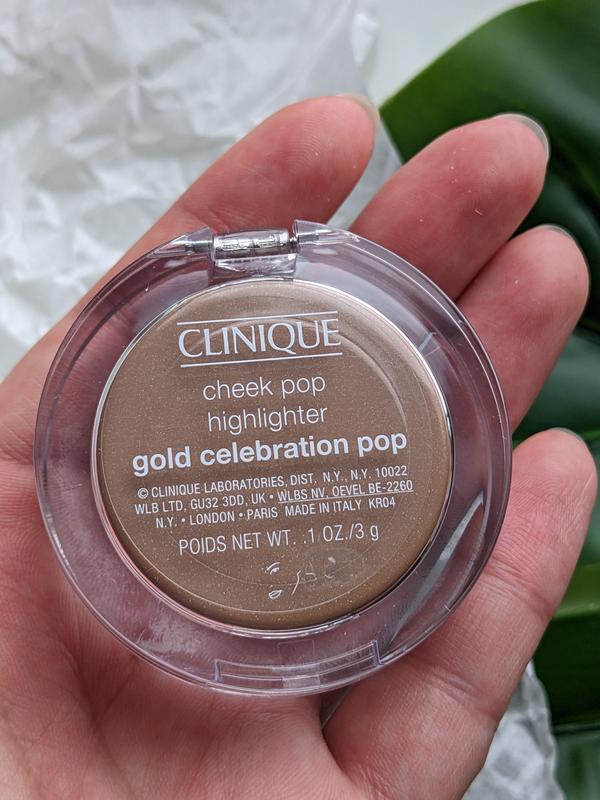 CLINIQUE
cheek pop
highlighter
gold celebration pop
© CLINIQUE LABORATORIES, DIST. N.Y., N.Y. 10022
WLB LTD, GU32 3DD, UK • WLBS NV, OEVEL BE-2260
N.Y. • LONDON • PARIS MADE IN ITALY KR04
POIDS NET WT. .1 OZ./3 g